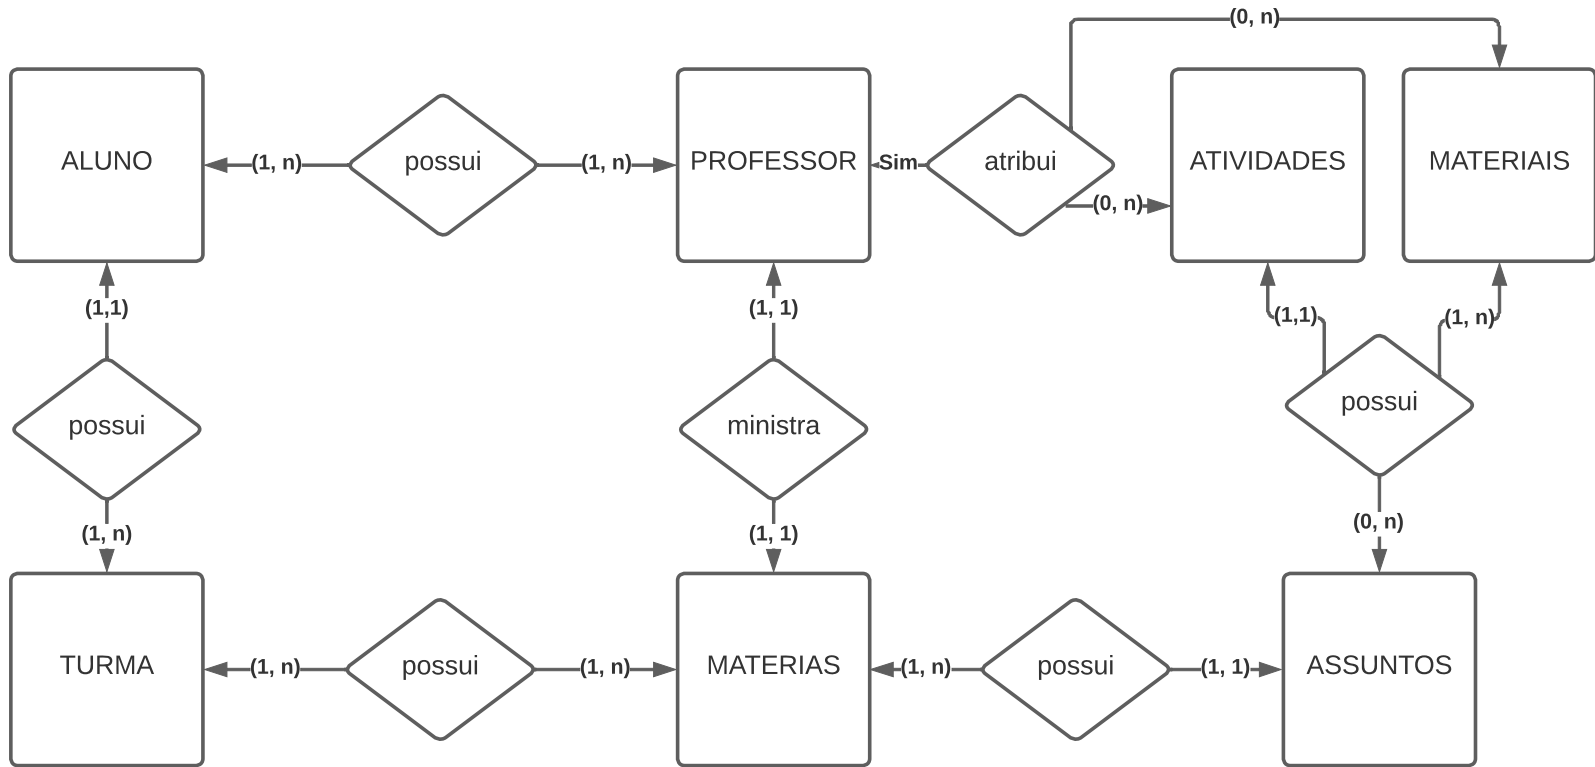 (0, n)
ALUNO
(1, n)
possui
(1, n)
PROFESSOR
Sim
atribui
(0, n)
ATIVIDADES
MATERIAIS
(1,1)
(1, 1)
(1,1)
(1, n)
possui
ministra
possui
(1, n)
(1, 1)
(0, n)
TURMA
(1, n)
possui
(1, n)
MATERIAS
(1, n)
possui
(1, 1)
ASSUNTOS